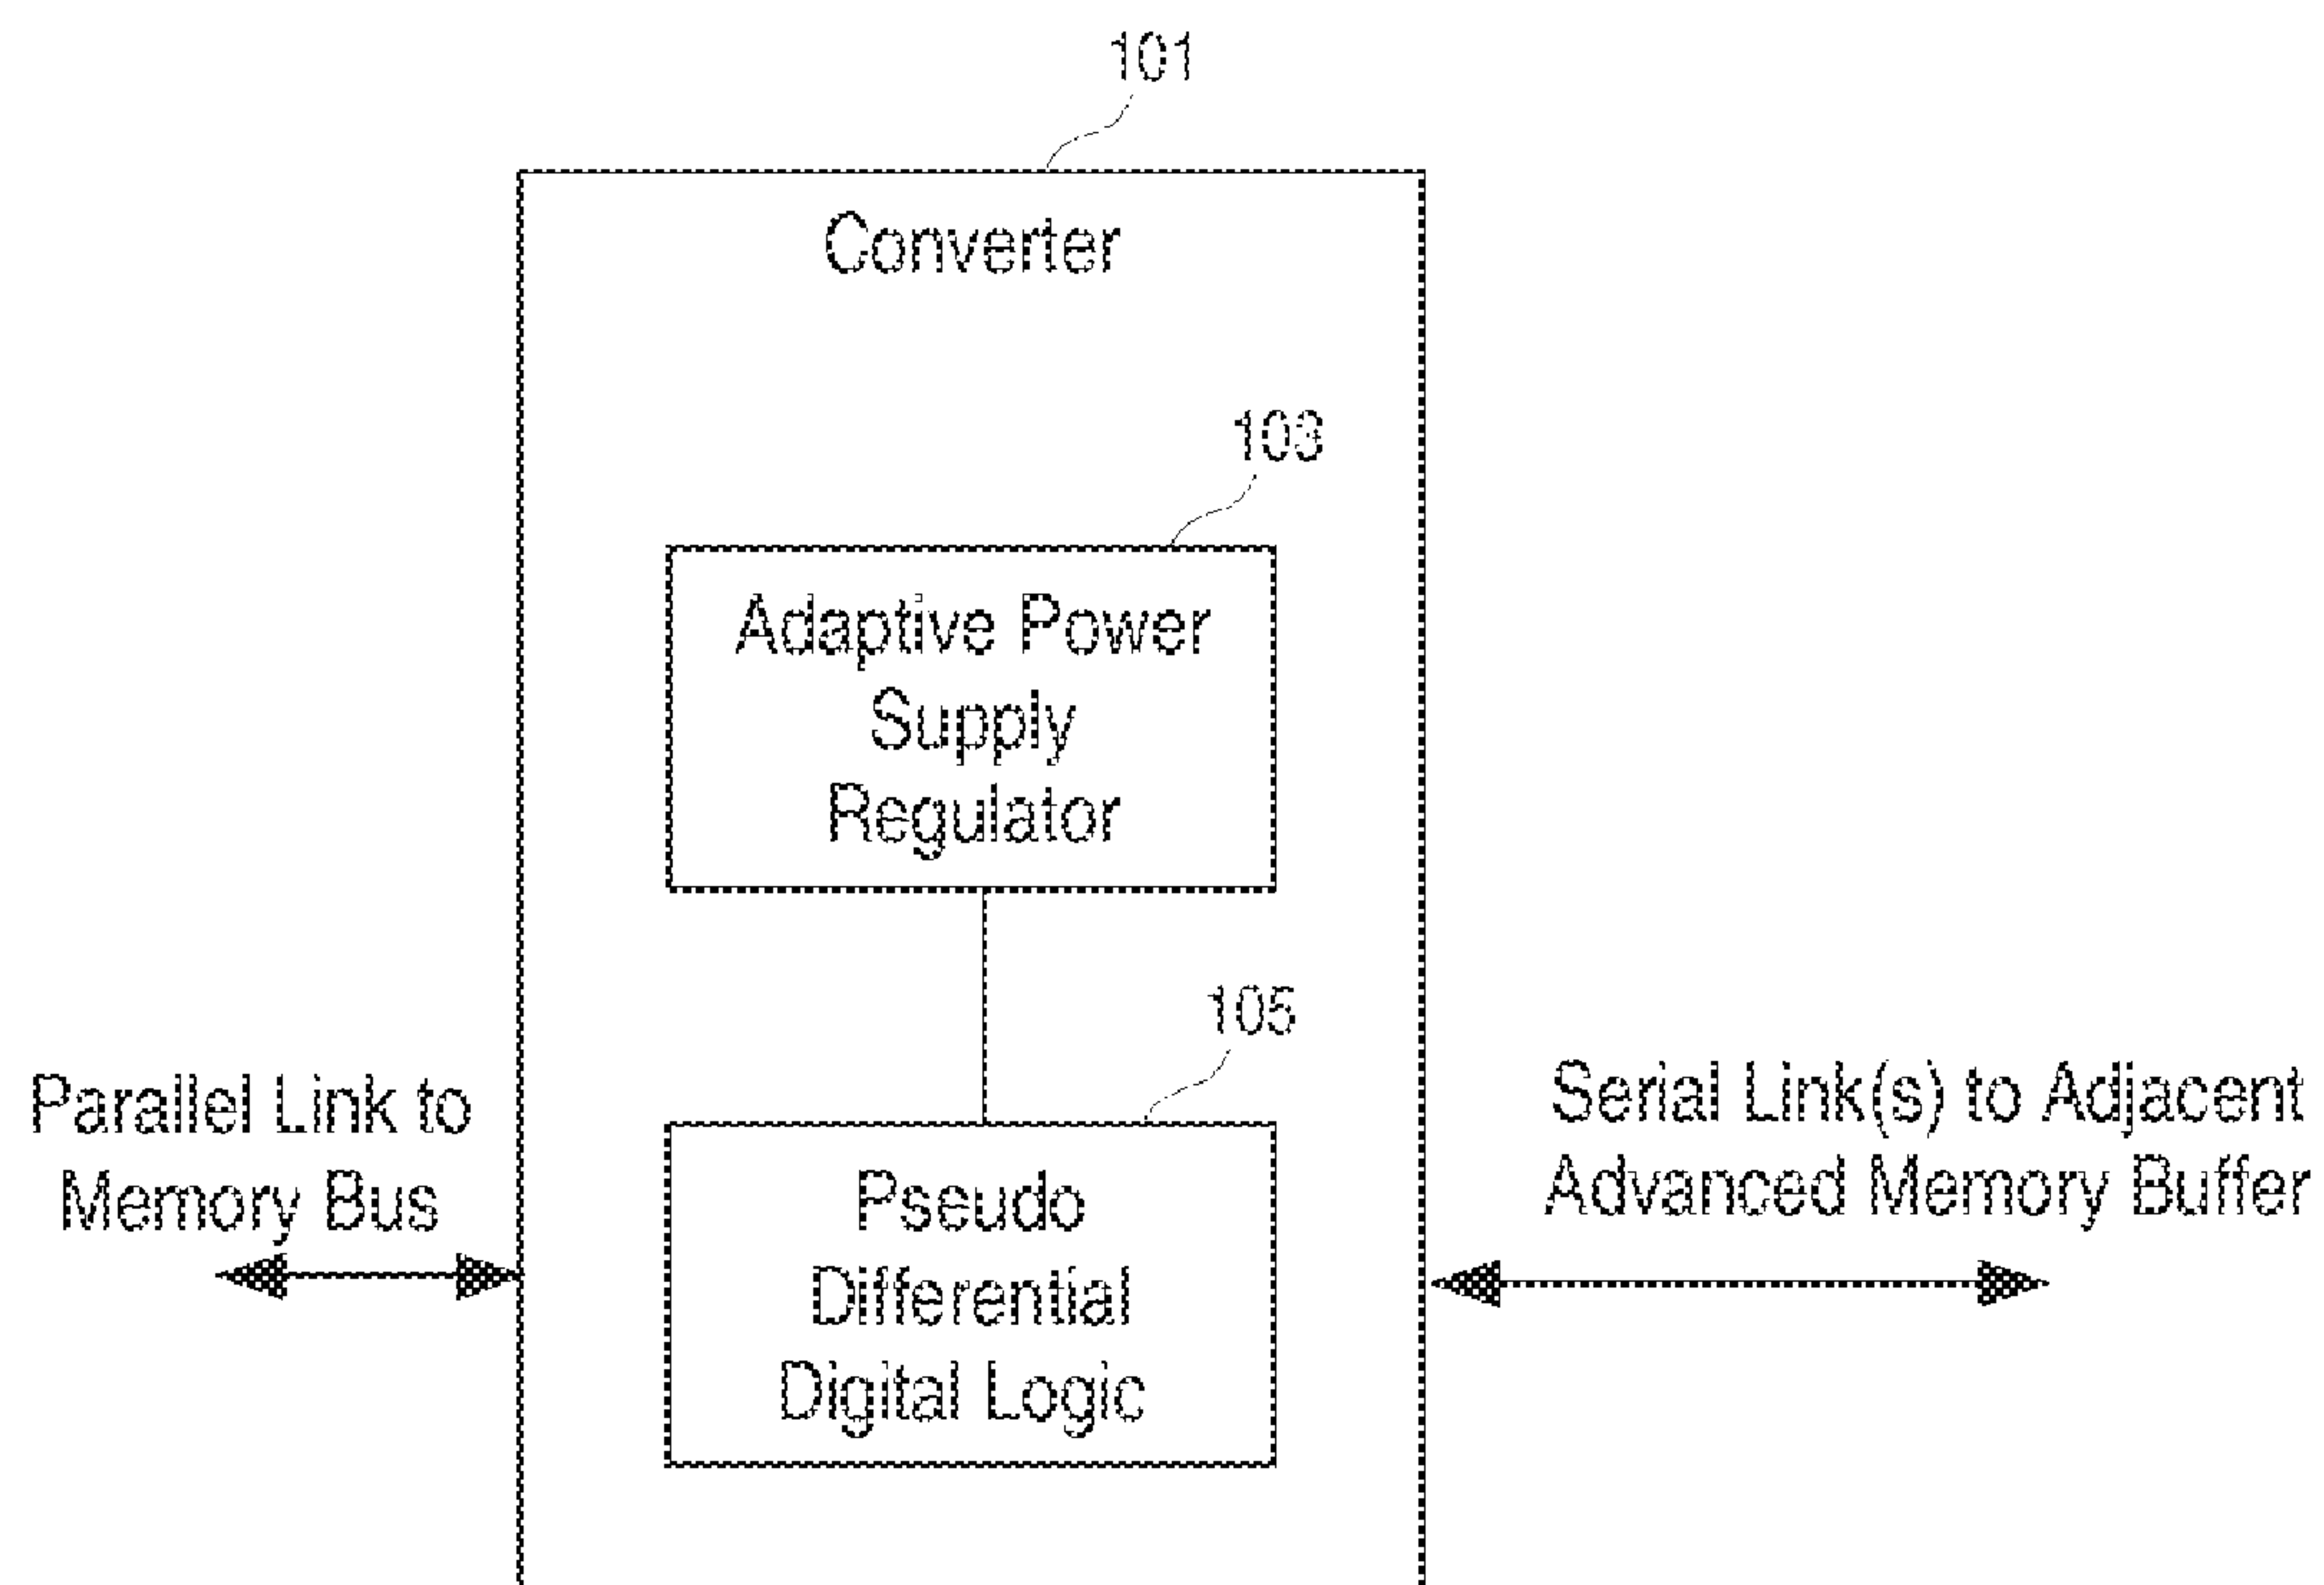 101
Converter
103
Adaptive Power
Supply
Regulator
105
Parallel Link to
Memory Bus
Pseudo
Differential
Digital Logic
Serial Link(s) to Adjacent
Advanced Memory Buffer